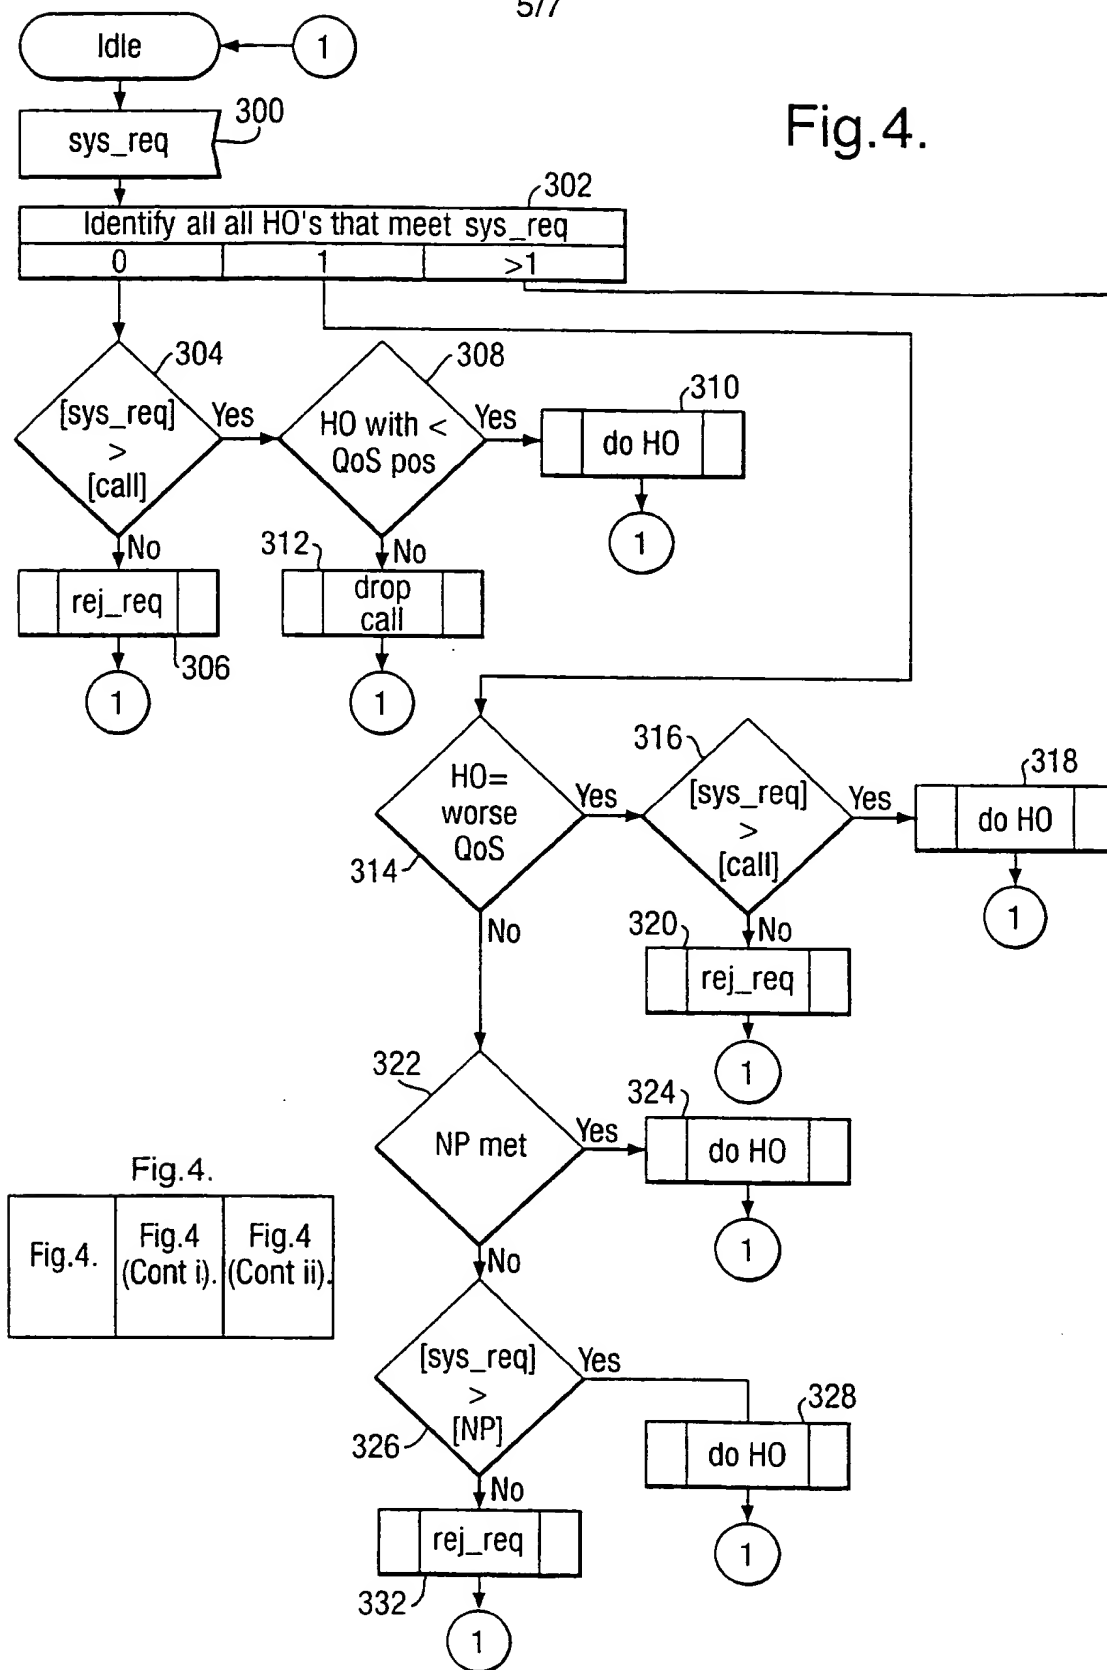 5/7
Idle
1
sys_req
300
Fig.4.
302
Identify all all HO's that meet sys_req
0
1
>1
304
[sys_req]
>
[call]
Yes
308
HO with <
QoS pos
Yes
310
do HO
1
No
rej_req
306
1
312
No
drop
call
1
HO=
worse
QoS
314
Yes
316
[sys_req]
>
[call]
Yes
318
do HO
1
No
320
No
rej_req
1
322
NP met
Yes
324
do HO
1
No
Fig.4.
Fig.4.
Fig.4
(Cont i).
Fig.4
(Cont ii).
[sys_req]
>
[NP]
326
Yes
328
do HO
1
No
rej_req
332
1